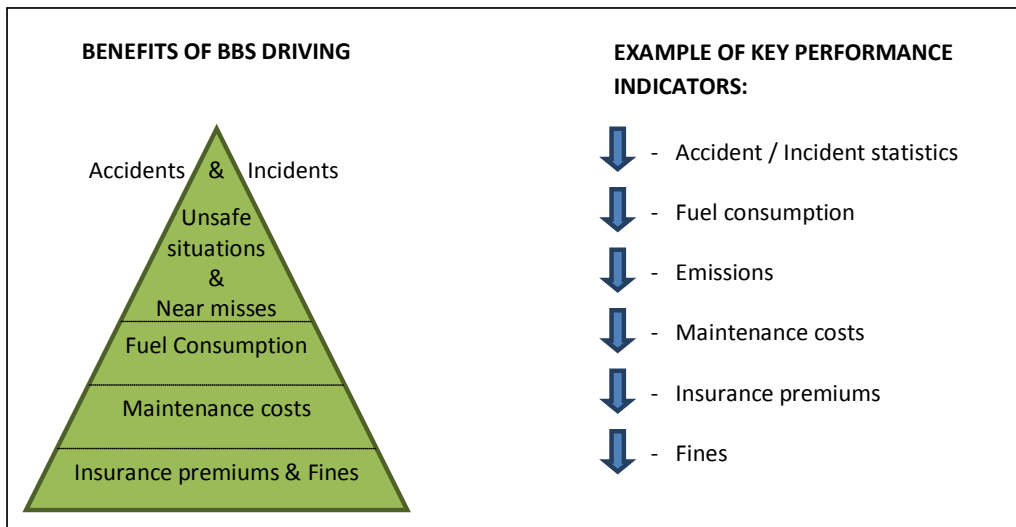 BENEFITS OF BBS DRIVING
Accidents & Incidents
Unsafe
situations
&
Near misses
Fuel Consumption
Maintenance costs
Insurance premiums & Fines
EXAMPLE OF KEY PERFORMANCE
INDICATORS:
- Accident / Incident statistics
- Fuel consumption
- Emissions
- Maintenance costs
- Insurance premiums
- Fines